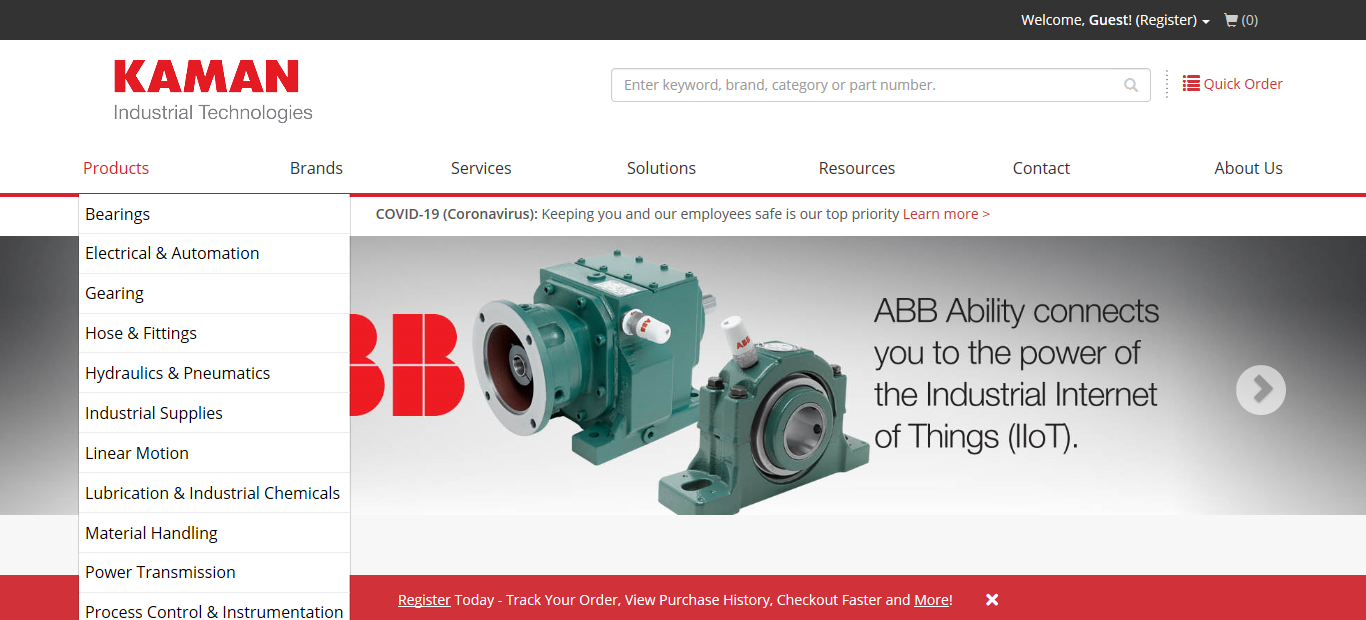 Welcome, Guest! (Register) (0)
KAMAN
Industrial Technologies
Enter keyword, brand, category or part number.
Quick Order
Products Brands Services Solutions Resources Contact About Us
Bearings
Electrical & Automation
Gearing
Hose & Fittings
Hydraulics & Pneumatics
Industrial Supplies
Linear Motion
Lubrication & Industrial Chemicals
Material Handling
Power Transmission
Process Control & Instrumentation
COVID-19 (Coronavirus): Keeping you and our employees safe is our top priority Learn more >
BB
ABB
ABB
ABB Ability connects
you to the power of
the Industrial Internet
of Things (IIoT).
Register Today - Track Your Order, View Purchase History, Checkout Faster and More!